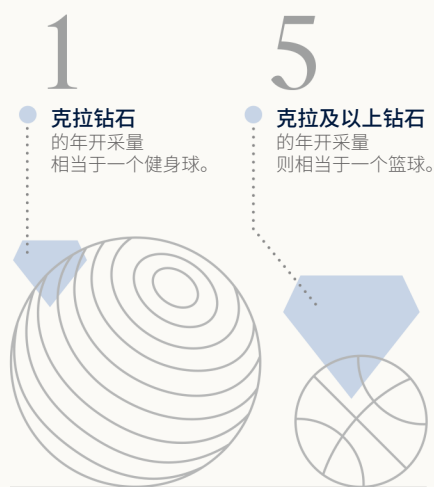 1
克拉钻石
的年开采量
相当于一个健身球。
5
克拉及以上钻石
的年开采量
则相当于一个篮球。